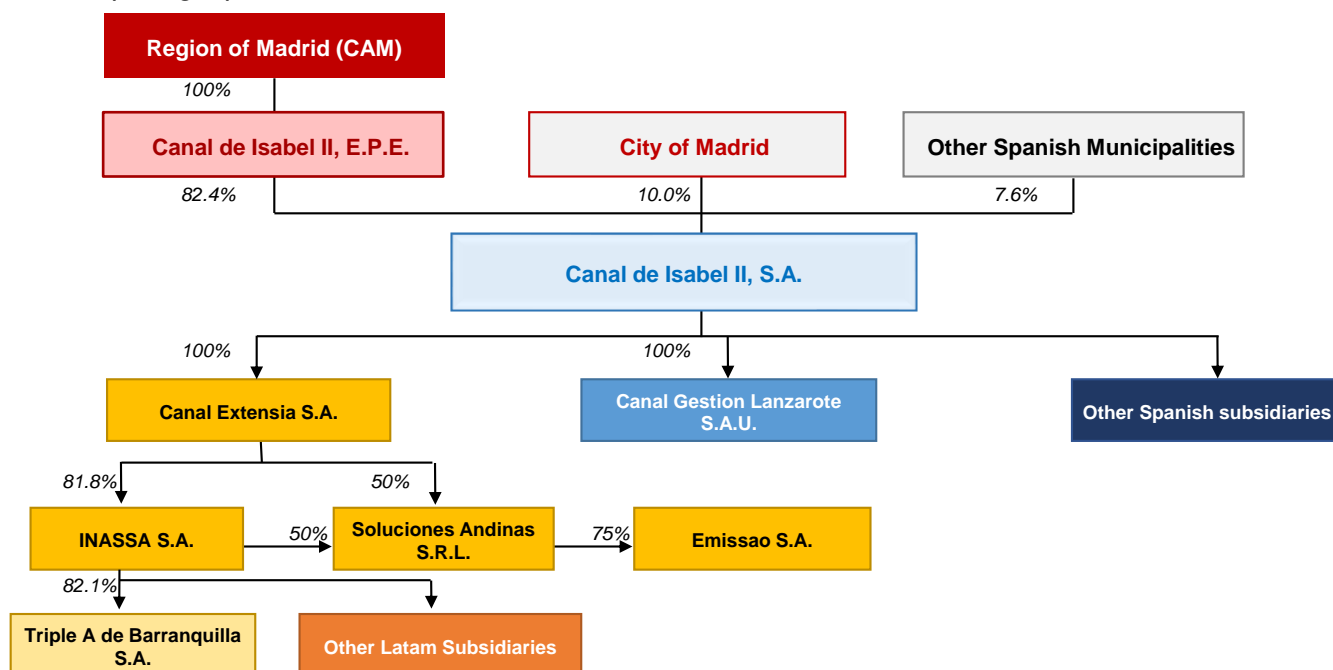 Region of Madrid (CAM)
100%
Canal de Isabel II, E.P.E.
City of Madrid
Other Spanish Municipalities
82.4%
10.0%
7.6%
Canal de Isabel II, S.A.
100%
100%
Canal Extensia S.A.
Canal Gestion Lanzarote
S.A.U.
Other Spanish subsidiaries
81.8%
50%
INASSA S.A.
50%
Soluciones Andinas
S.R.L.
75%
Emissao S.A.
82.1%
Triple A de Barranquilla
S.A.
Other Latam Subsidiaries